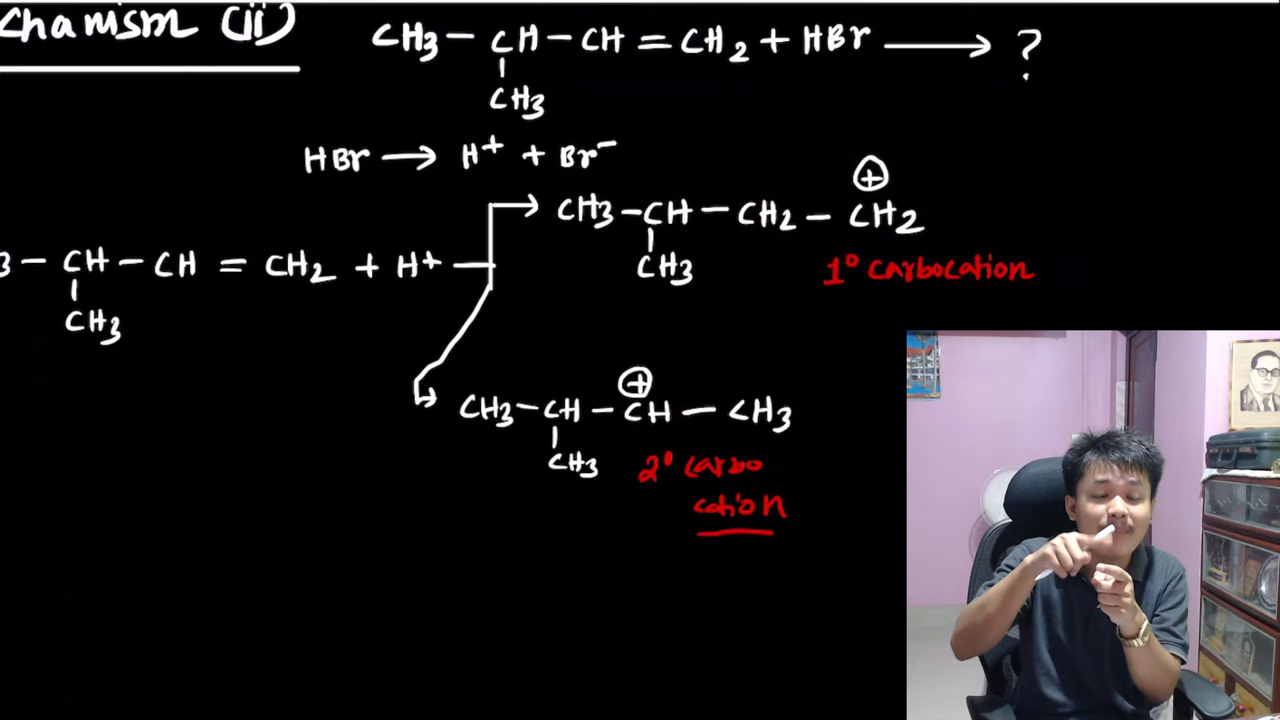 chanism (ii)
CH3 — CH — CH = CH2 + HBr ⟶ ?
|
CH3
HBr ⟶ H+ + Br−
⊕
CH3 — CH — CH2 — CH2
|
CH3
1° carbocation
3 — CH — CH = CH2 + H+ —
|
CH3
⊕
CH3 — CH — CH — CH3
|
CH3
2° carbo
cation